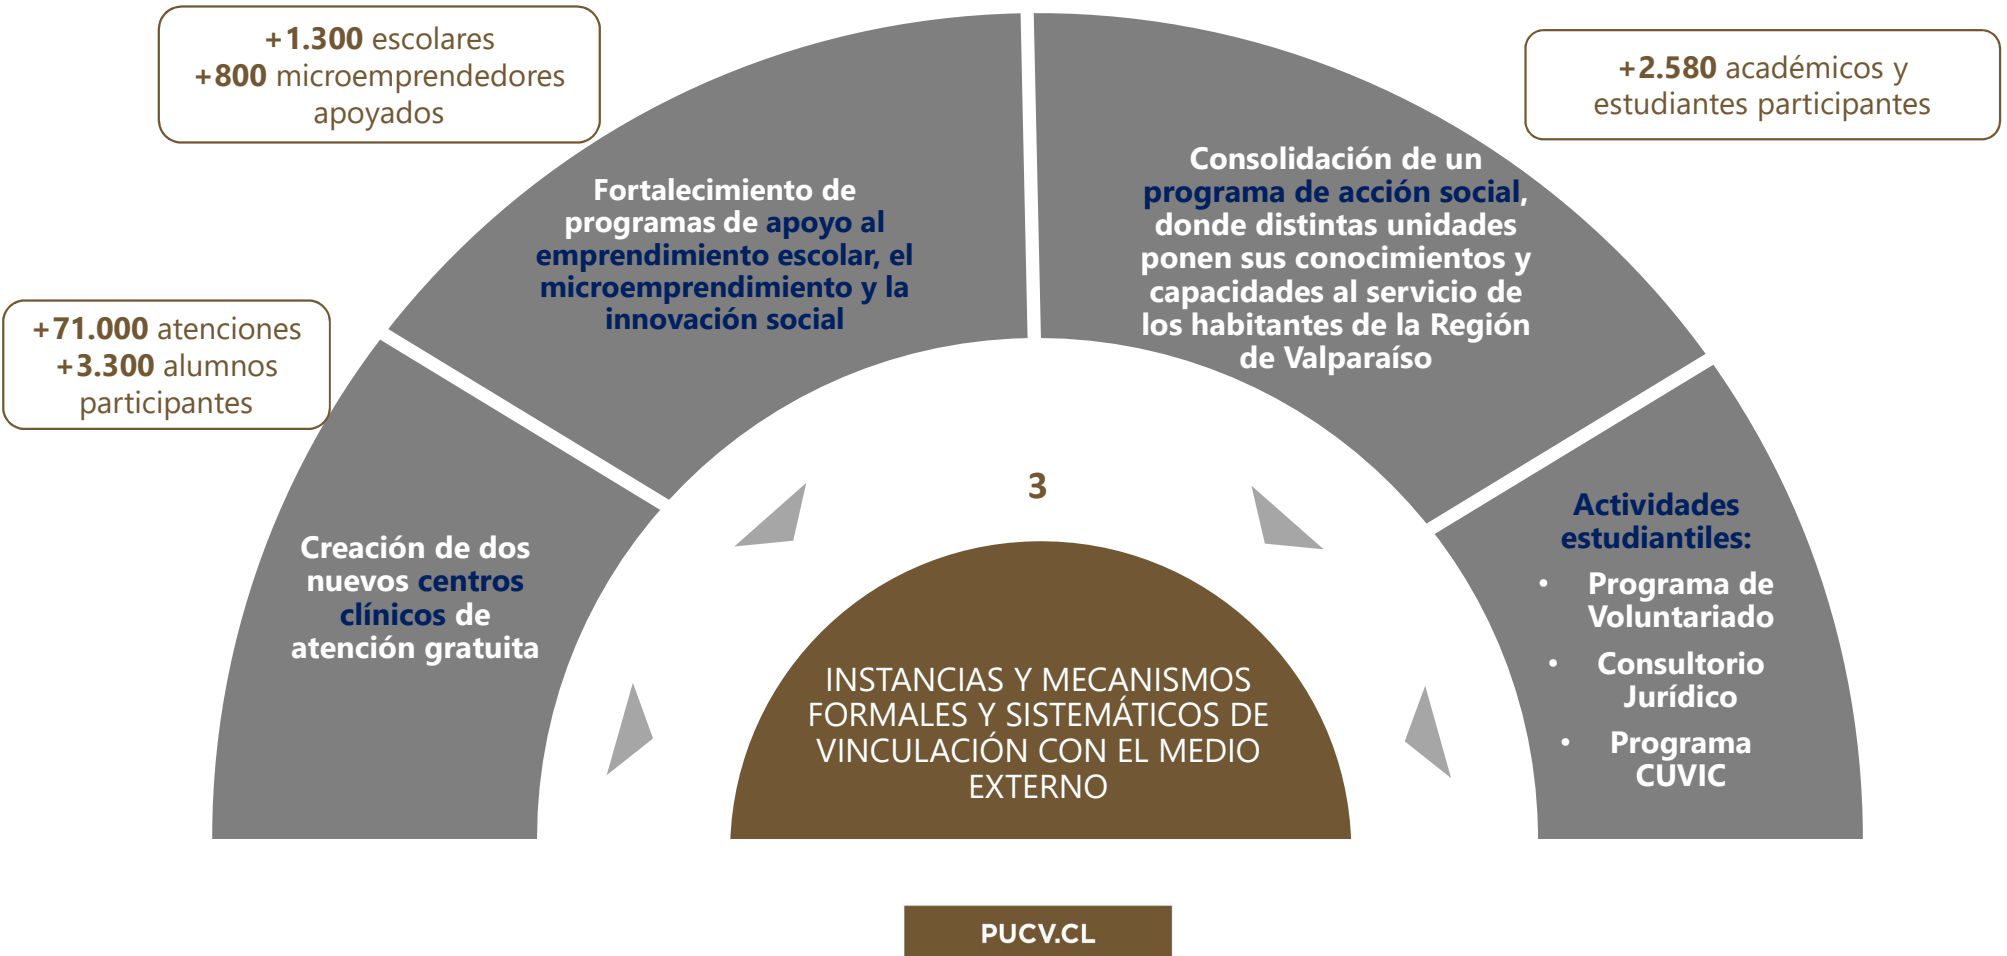 +1.300 escolares
+800 microemprendedores
apoyados
+2.580 académicos y
estudiantes participantes
+71.000 atenciones
+3.300 alumnos
participantes
Creación de dos
nuevos centros
clínicos de
atención gratuita
Fortalecimiento de
programas de apoyo al
emprendimiento escolar, el
microemprendimiento y la
innovación social
Consolidación de un
programa de acción social,
donde distintas unidades
ponen sus conocimientos y
capacidades al servicio de
los habitantes de la Región
de Valparaíso
Actividades
estudiantiles:
• Programa de
Voluntariado
• Consultorio
Jurídico
• Programa
CUVIC
3
INSTANCIAS Y MECANISMOS
FORMALES Y SISTEMÁTICOS DE
VINCULACIÓN CON EL MEDIO
EXTERNO
PUCV.CL